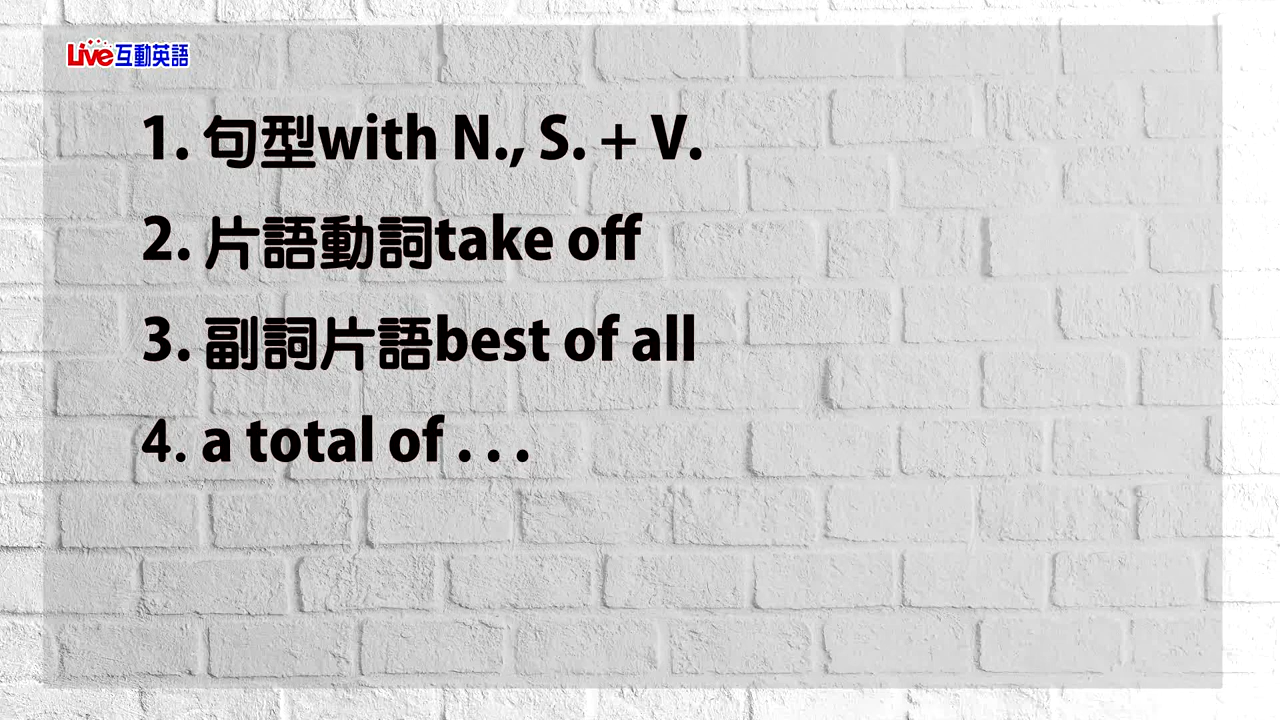 Live互動英語
1. 句型with N., S. + V.
2. 片語動詞take off
3. 副詞片語best of all
4. a total of . . .